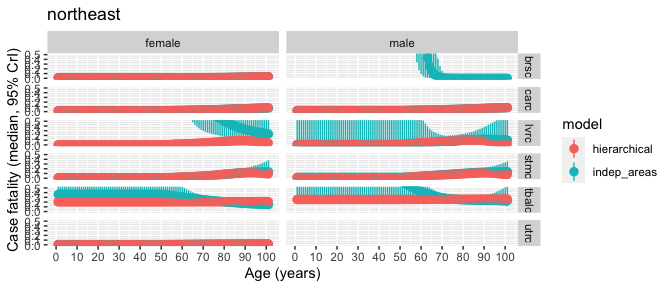 northeast
female
male
Case fatality (median, 95% CrI)
0.5
brsc
carc
lvrc
stmc
tbalc
utrc
0 10 20 30 40 50 60 70 80 90 100
0 10 20 30 40 50 60 70 80 90 100
Age (years)
model
hierarchical
indep_areas